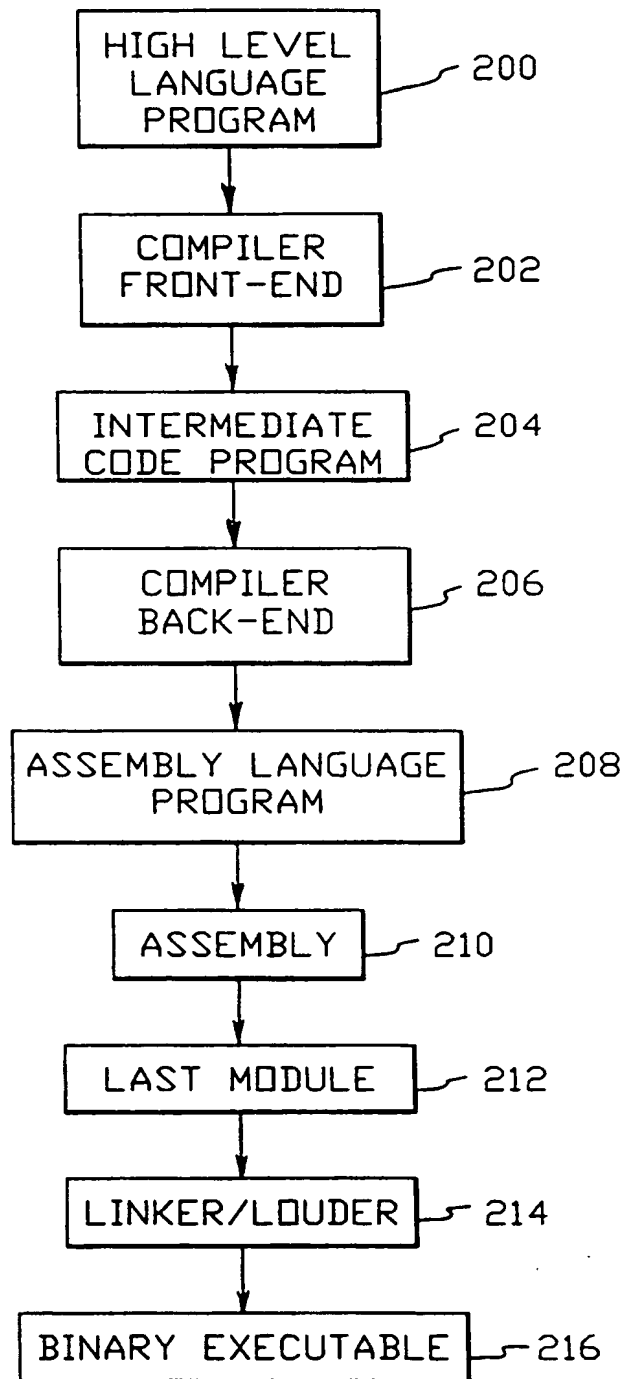 HIGH LEVEL
LANGUAGE
PROGRAM
200
COMPILER
FRONT-END
202
INTERMEDIATE
CODE PROGRAM
204
COMPILER
BACK-END
206
ASSEMBLY LANGUAGE
PROGRAM
208
ASSEMBLY
210
LAST MODULE
212
LINKER/LOUDER
214
BINARY EXECUTABLE
216